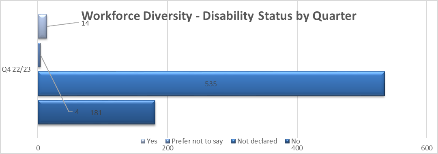 Workforce Diversity - Disability Status by Quarter
14
Q4 22/23
0
200
400
600
Yes
Prefer not to say
Not declared
No